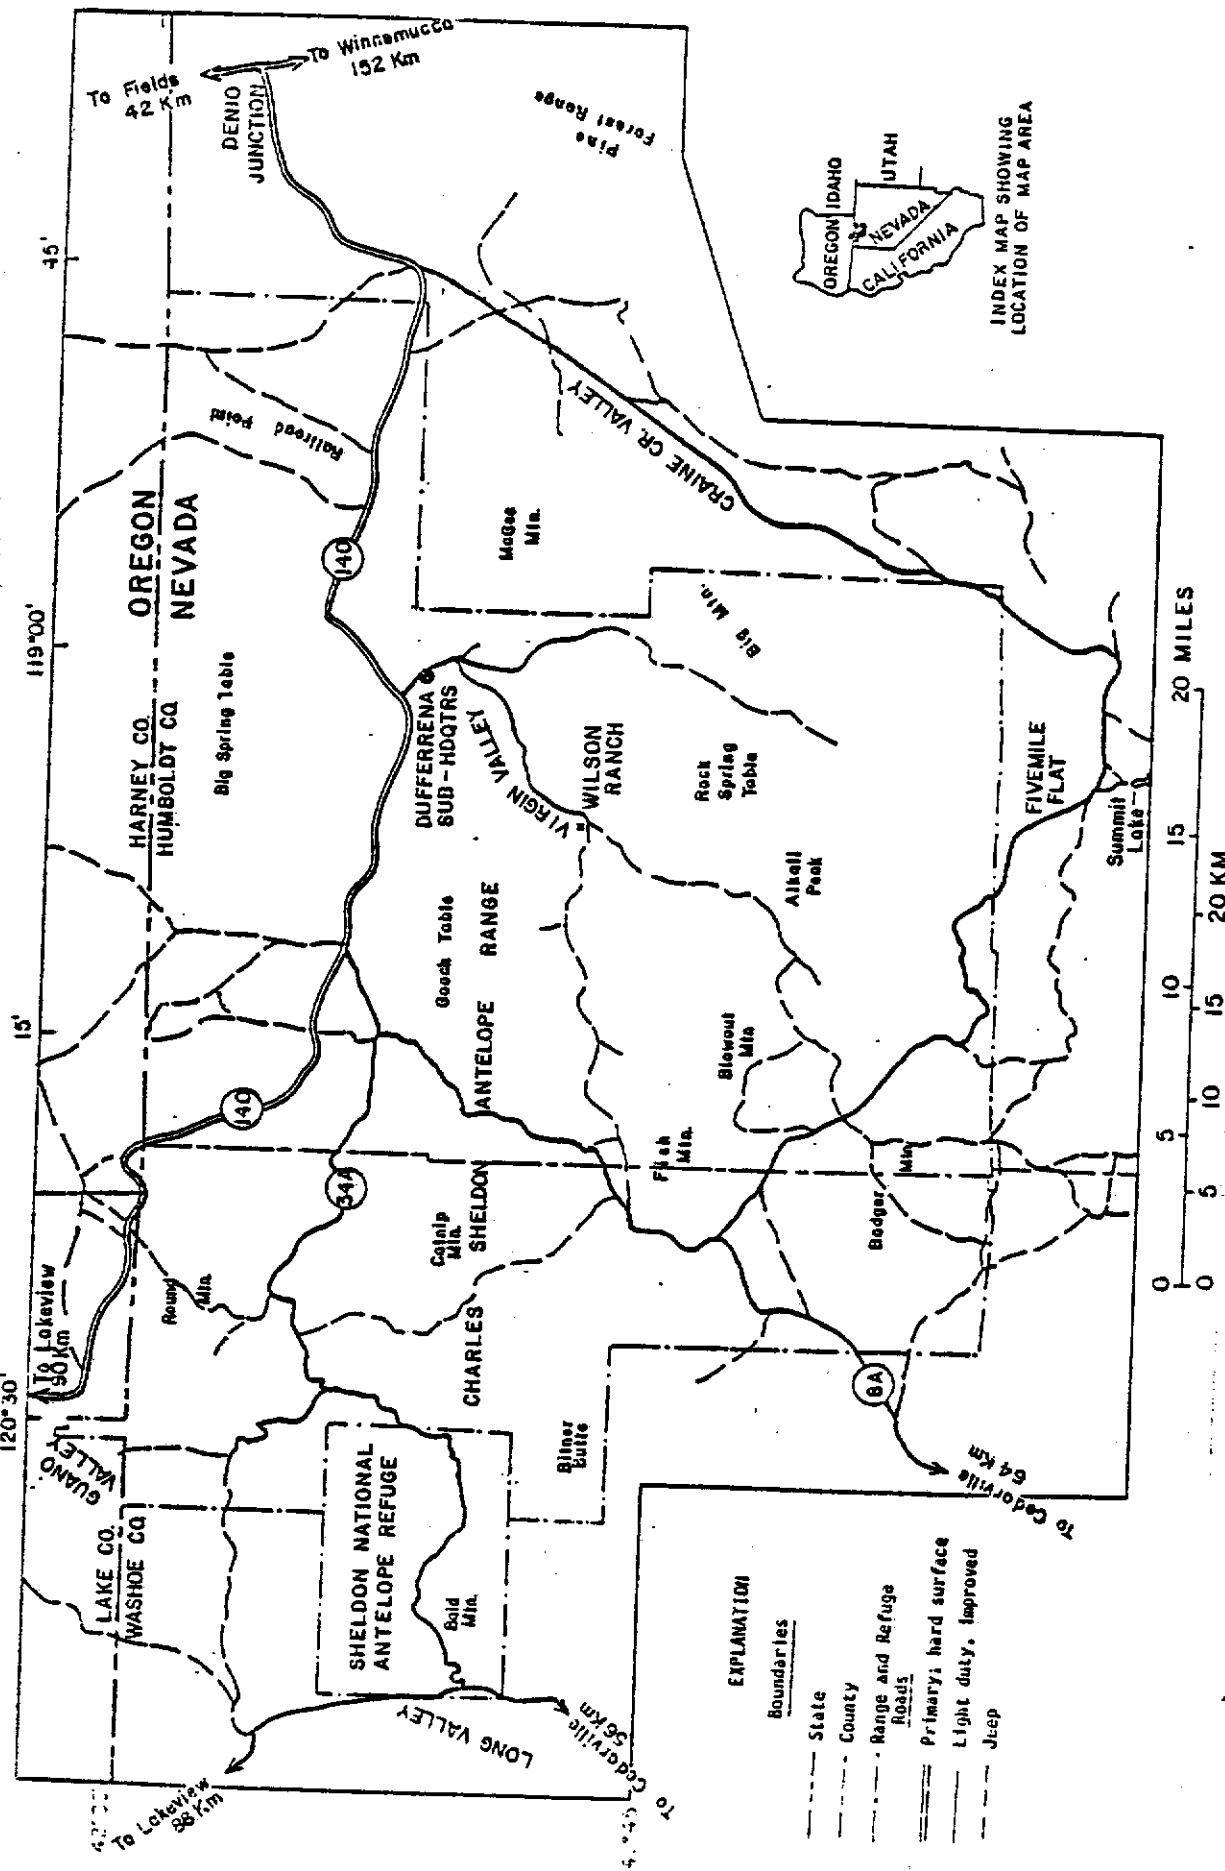 To Fields
42 Km
To Winnemucca
152 Km
DENIO
JUNCTION
Pine
Forest Range
45'
Railroad
Point
OREGON
NEVADA
140
McGee
Mtn.
CRAINE CR. VALLEY
119°00'
HARNEY CO.
HUMBOLDT CO.
Big Spring Table
DUFFERRENA
SUB-HDQTRS
VIRGIN VALLEY
WILSON
RANCH
Big Mtn.
Rock
Spring
Table
Gooch Table
ANTELOPE RANGE
Alkali
Peak
FIVEMILE
FLAT
Summit
Lake
15'
140
34A
Blowout
Mtn
Fish
Mtn.
Badger
Mtn
Catnip
Mtn.
CHARLES SHELDON
Round
Mtn.
To Lakeview
190 Km
120°30'
GUANO
VALLEY
LAKE CO.
WASHOE CO.
SHELDON NATIONAL
ANTELOPE REFUGE
Bald
Mtn.
Bitner
Butte
8A
To Cedarville
64 Km
LONG VALLEY
To Lakeview
88 Km
To Cedarville
56 Km
EXPLANATION
Boundaries
State
County
Range and Refuge
Roads
Primary; hard surface
Light duty, improved
Jeep
0 5 10 15 20 MILES
0 5 10 15 20 KM
OREGON
IDAHO
UTAH
NEVADA
CALIFORNIA
INDEX MAP SHOWING
LOCATION OF MAP AREA